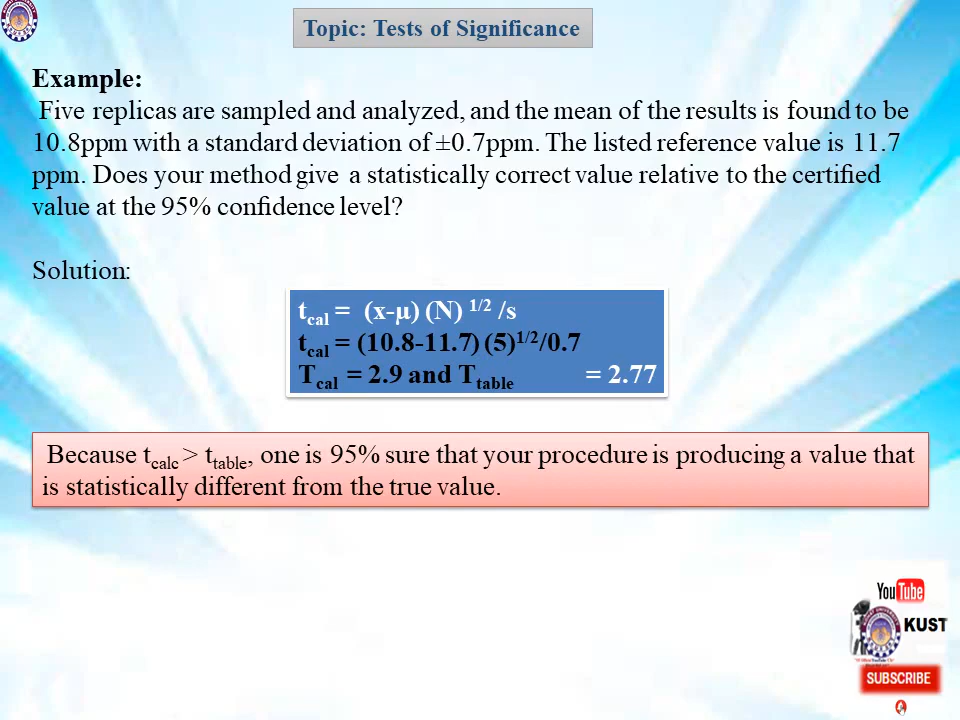 Topic: Tests of Significance
Example:
Five replicas are sampled and analyzed, and the mean of the results is found to be
10.8ppm with a standard deviation of ±0.7ppm. The listed reference value is 11.7
ppm. Does your method give a statistically correct value relative to the certified
value at the 95% confidence level?
Solution:
tcal = (x-μ) (N) 1/2 /s
tcal = (10.8-11.7) (5)1/2/0.7
Tcal = 2.9 and Ttable = 2.77
Because tcalc > ttable, one is 95% sure that your procedure is producing a value that
is statistically different from the true value.
YouTube
KUST
SUBSCRIBE